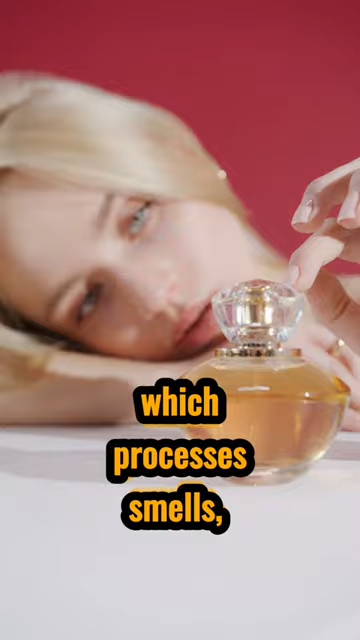 which
processes
smells,